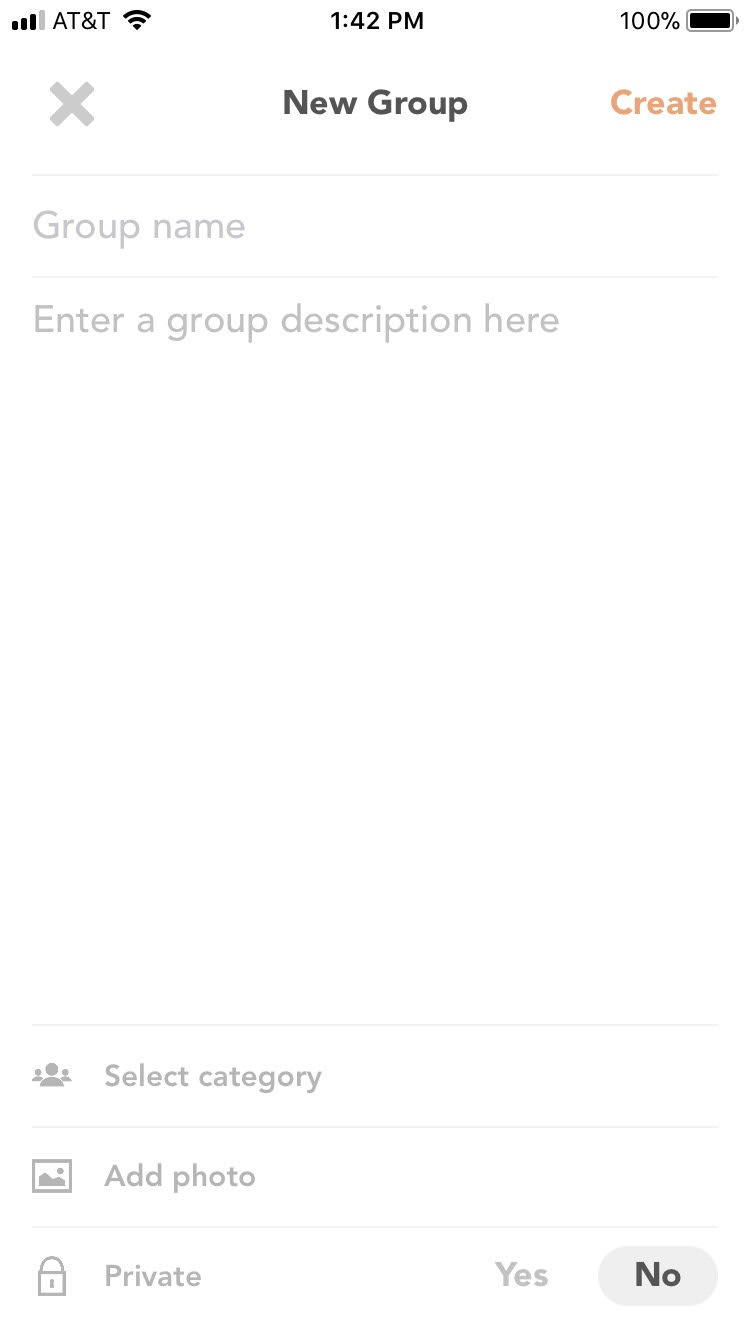 AT&T 1:42 PM 100%
New Group Create
Group name
Enter a group description here
Select category
Add photo
Private Yes No